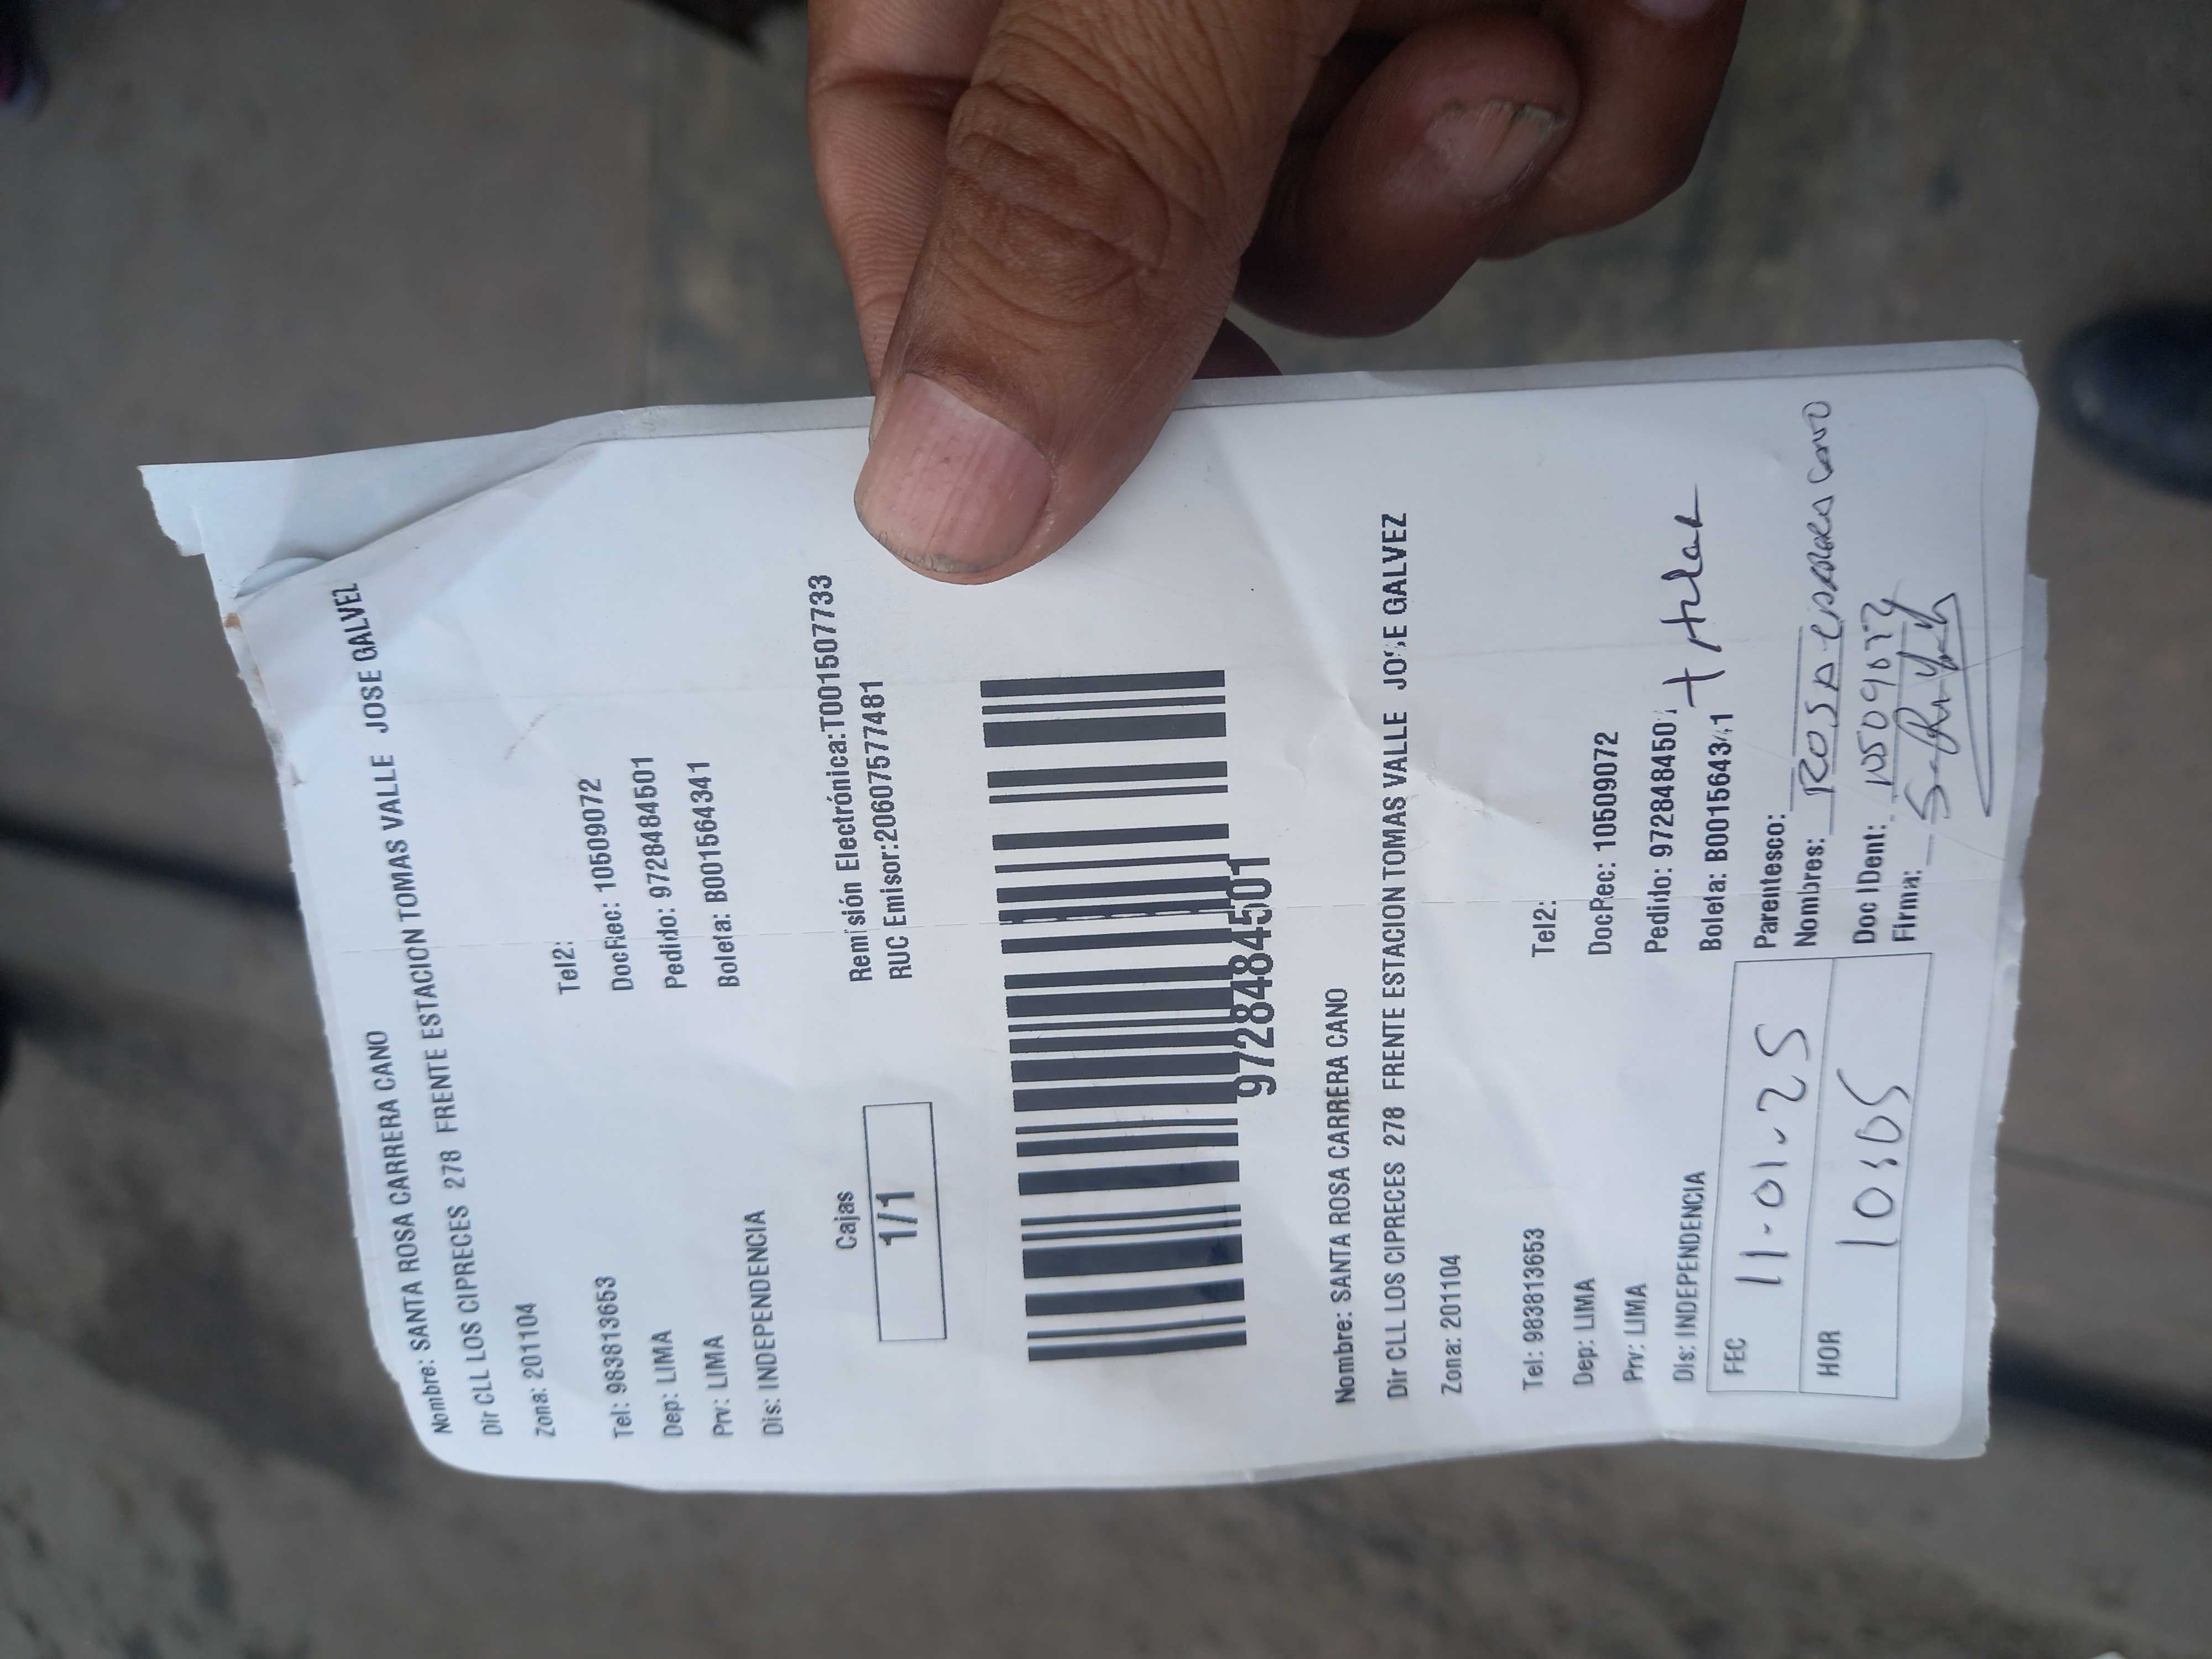 Nombre: SANTA ROSA CARRERA CANO
Dir CLL LOS CIPRECES 278 FRENTE ESTACION TOMAS VALLE JOSE GALVEZ
Zona: 201104
Tel: 983813653 Tel2:
Dep: LIMA DocRec: 10509072
Prv: LIMA Pedido: 9728484501
Dis: INDEPENDENCIA Boleta: B001564341
Cajas
1/1
Remisión Electrónica:T001507733
RUC Emisor:20607577481
9728484501
Nombre: SANTA ROSA CARRERA CANO
Dir CLL LOS CIPRECES 278 FRENTE ESTACION TOMAS VALLE JOSE GALVEZ
Zona: 201104
Tel: 983813653 Tel2:
Dep: LIMA DocRec: 10509072
Prv: LIMA Pedido: 9728484501
Dis: INDEPENDENCIA Boleta: B001564341
FEC 11-01-25
HOR 10:05
Parentesco: 
Nombres: ROSA Cano
Doc IDent: 10509072
Firma: